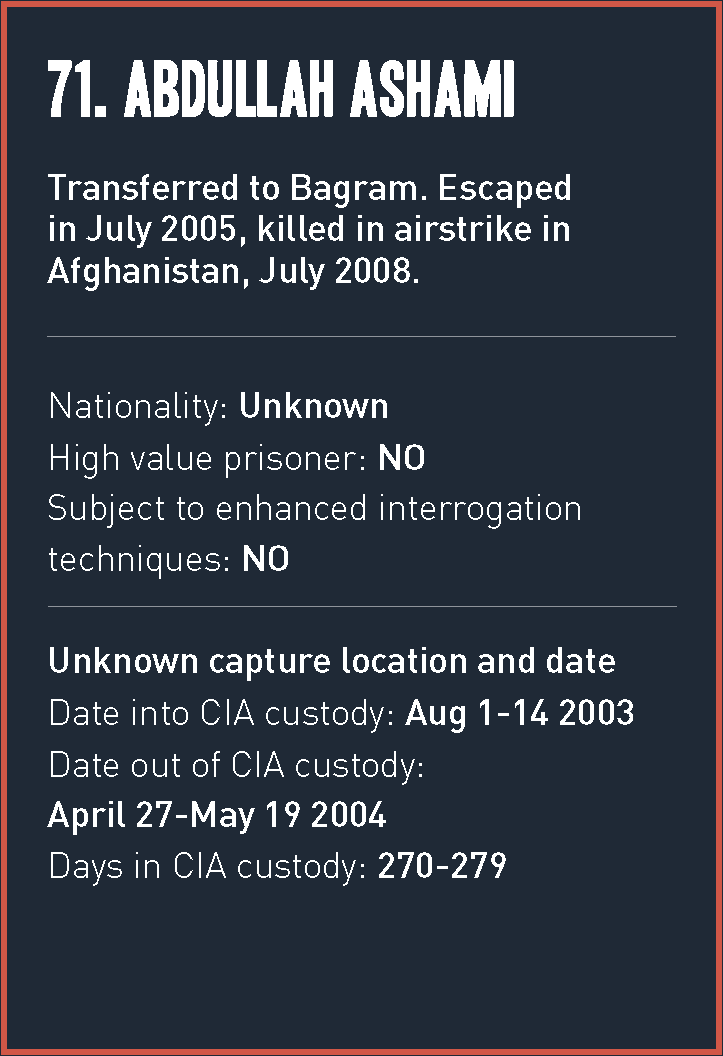 71. ABDULLAH ASHAMI
Transferred to Bagram. Escaped
in July 2005, killed in airstrike in
Afghanistan, July 2008.
Nationality: Unknown
High value prisoner: NO
Subject to enhanced interrogation
techniques: NO
Unknown capture location and date
Date into CIA custody: Aug 1-14 2003
Date out of CIA custody:
April 27-May 19 2004
Days in CIA custody: 270-279